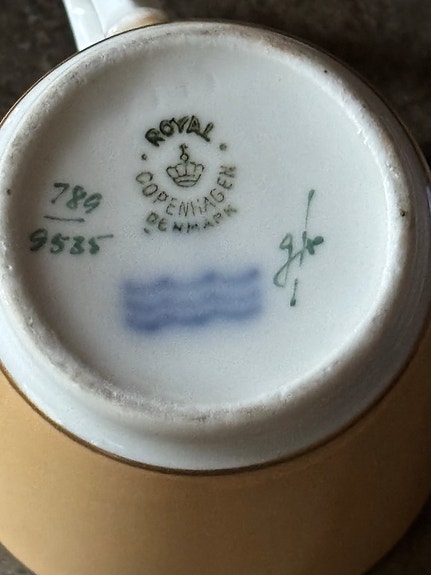 ROYAL
COPENHAGEN
DENMARK
789
9535